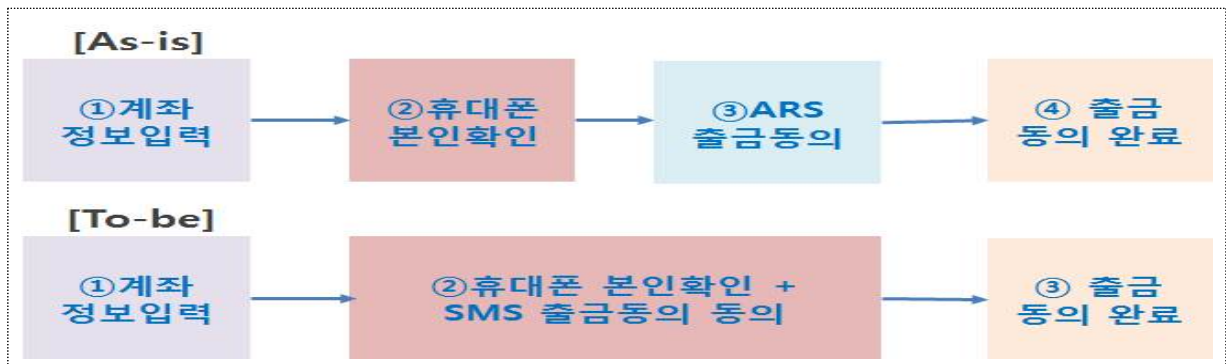 [As-is]
①계좌
정보입력
②휴대폰
본인확인
③ARS
출금동의
④ 출금
동의 완료
[To-be]
①계좌
정보입력
②휴대폰 본인확인 +
SMS 출금동의 동의
③ 출금
동의 완료